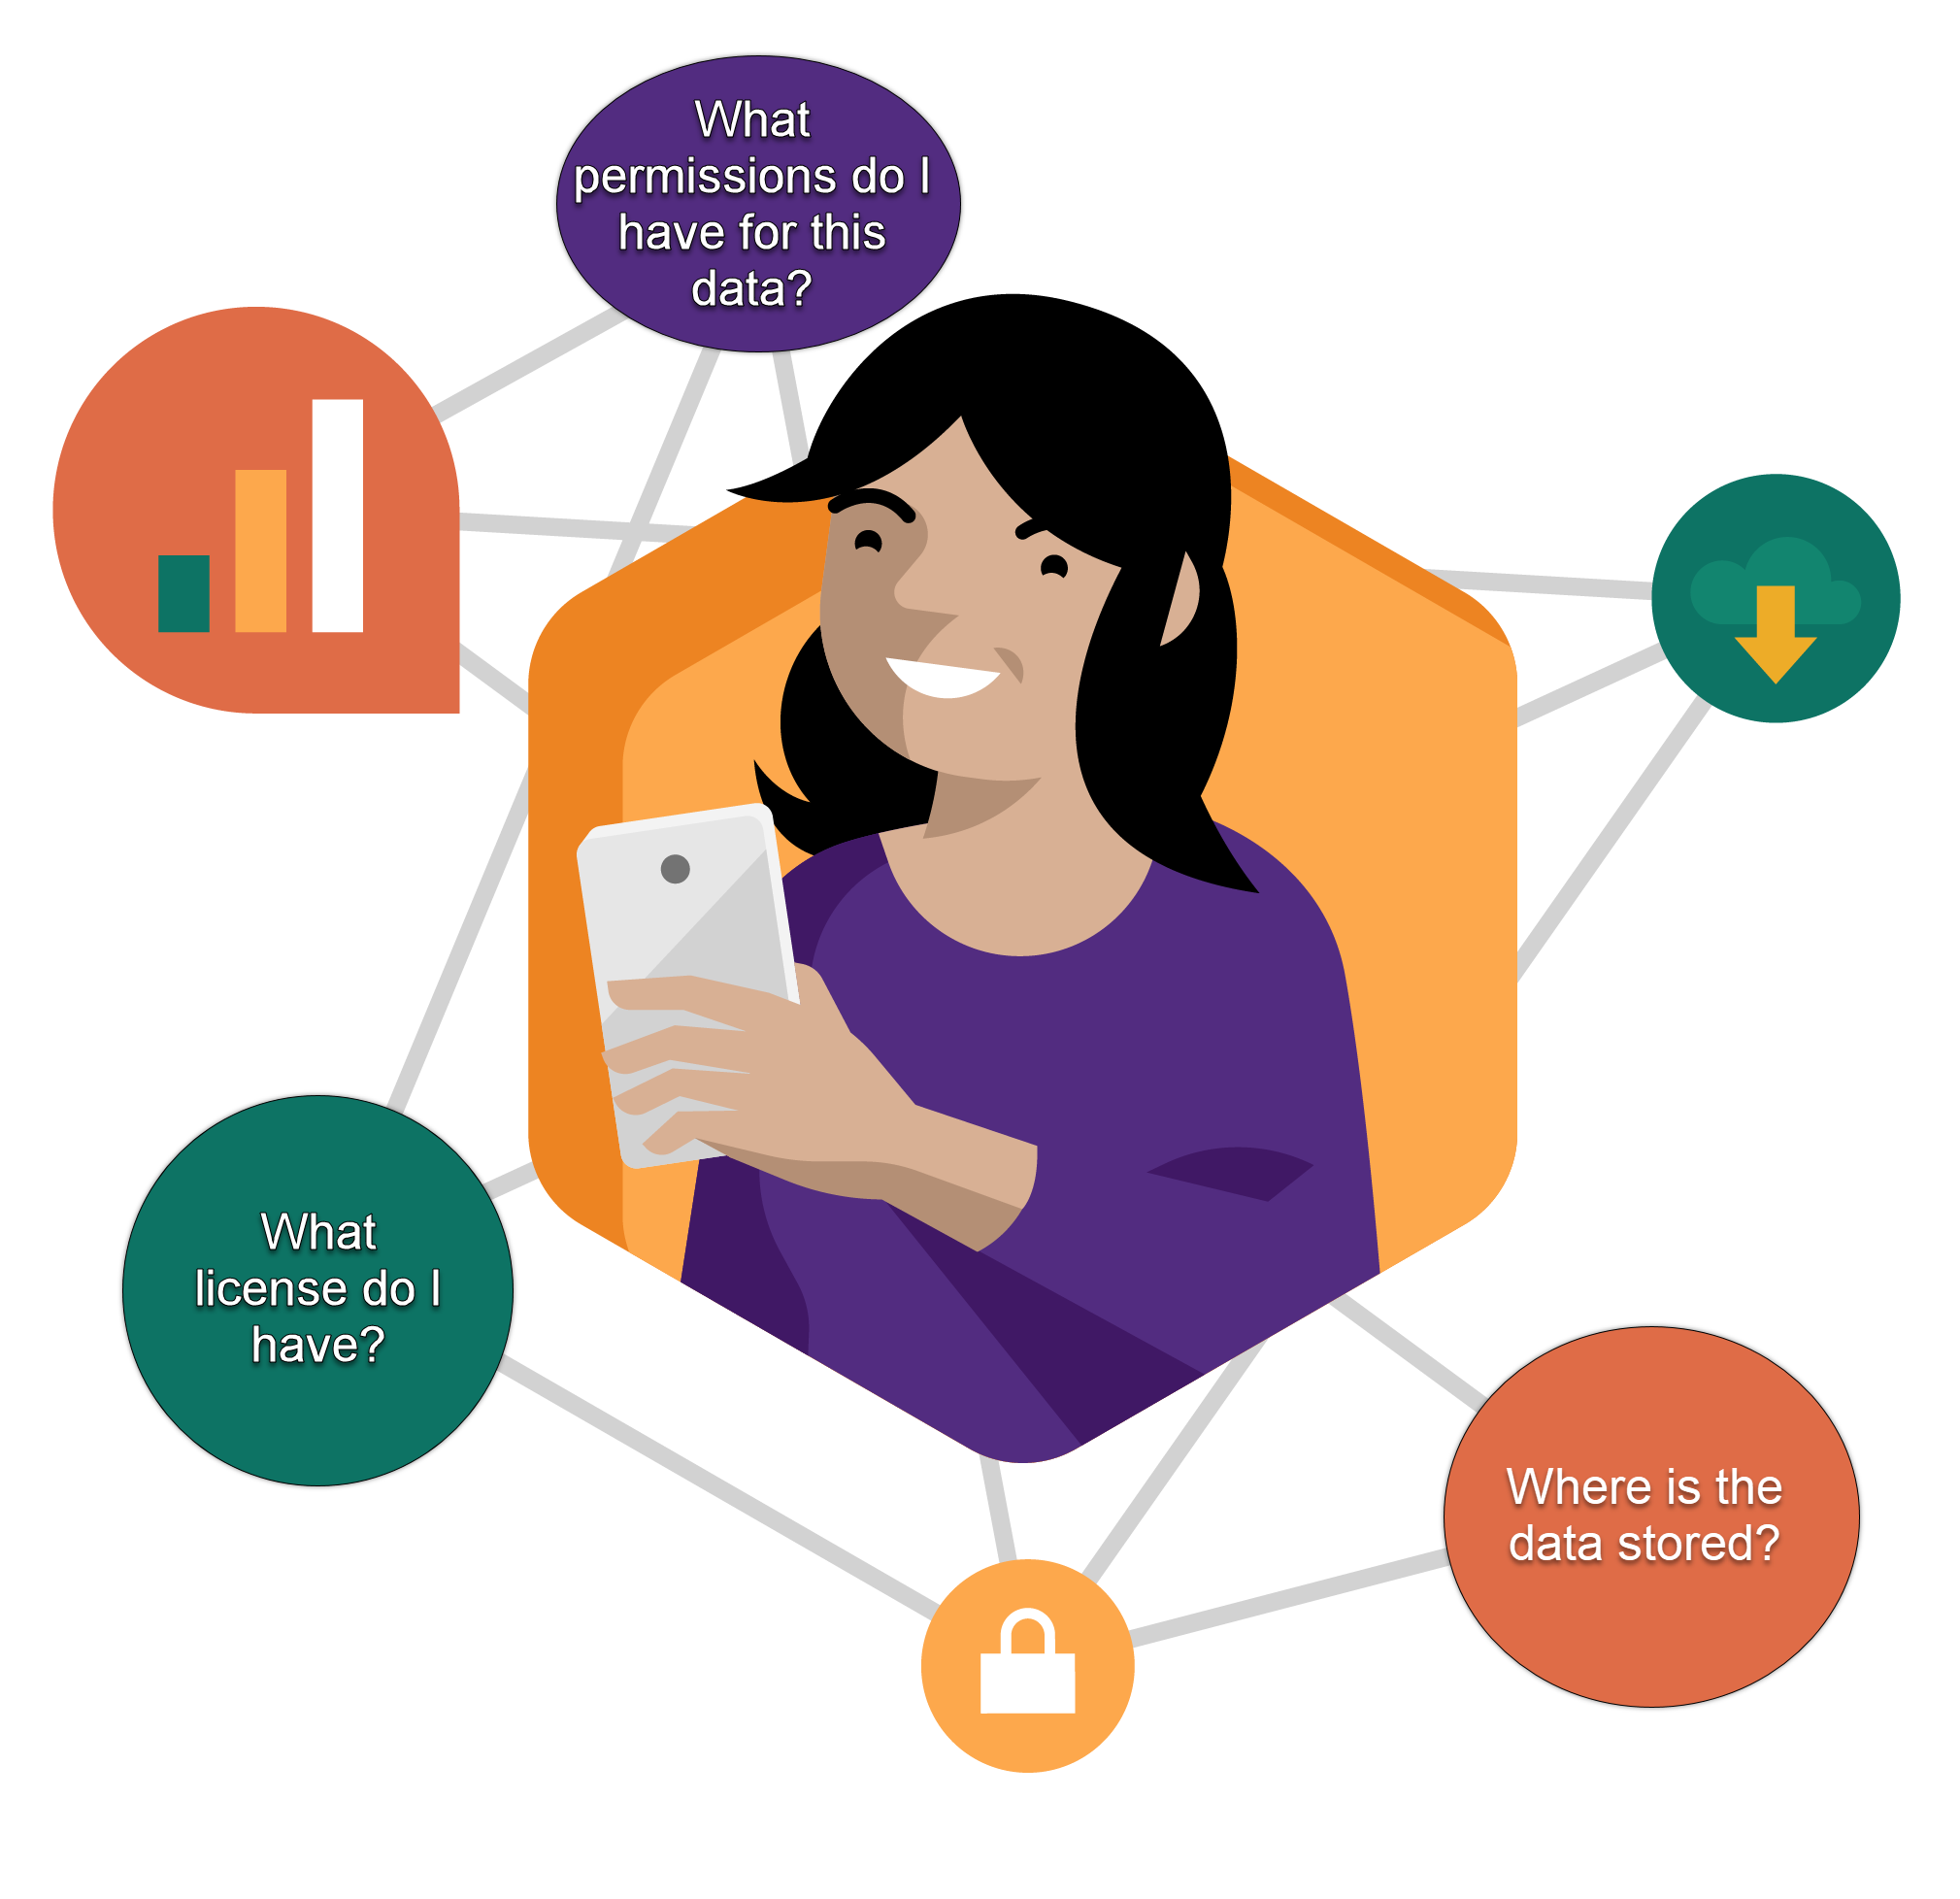 What
permissions do I
have for this
data?
What
license do I
have?
Where is the
data stored?